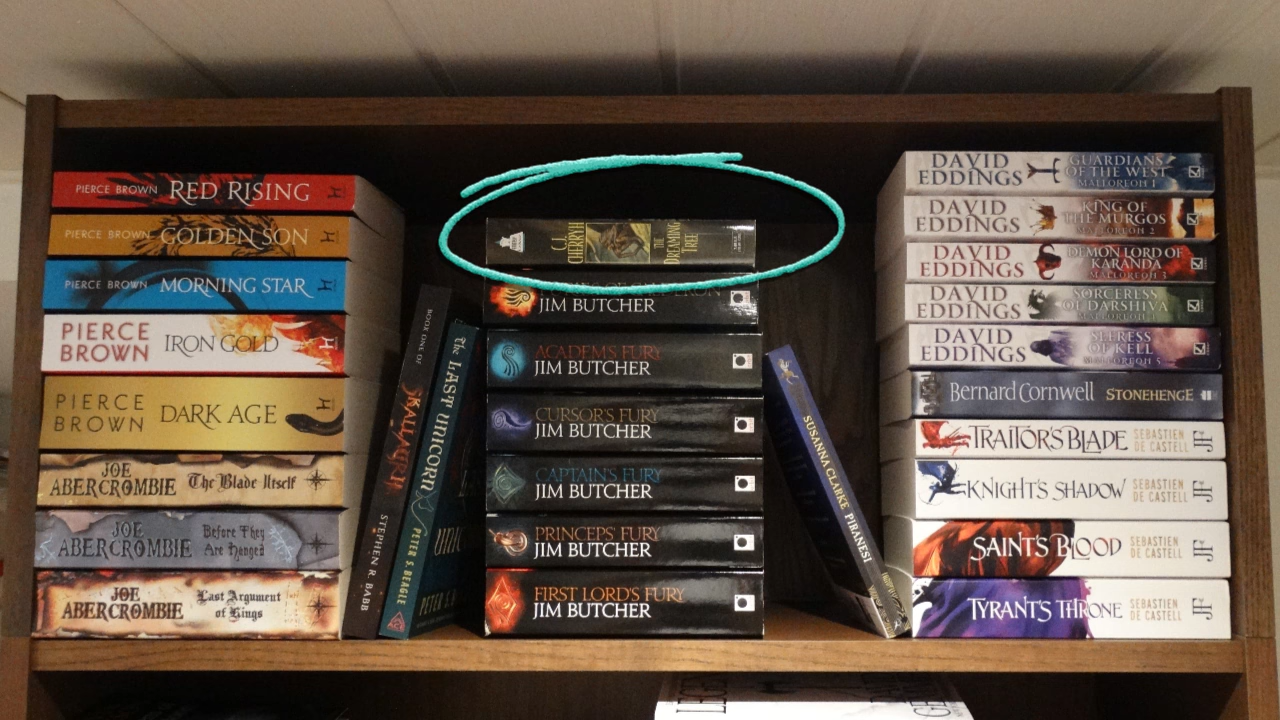 PIERCE BROWN RED RISING
PIERCE BROWN GOLDEN SON
PIERCE BROWN MORNING STAR
PIERCE BROWN IRON GOLD
PIERCE BROWN DARK AGE
JOE ABERCROMBIE The Blade Itself
JOE ABERCROMBIE Before They Are Hanged
JOE ABERCROMBIE Last Argument of Kings
BOOK ONE OF
STEPHEN R. BABB
The LAST UNICORN PETER S. BEAGLE
C.J. CHERRYH THE DREAMING TREE
JIM BUTCHER
ACADEM'S FURY
JIM BUTCHER
CURSOR'S FURY
JIM BUTCHER
CAPTAIN'S FURY
JIM BUTCHER
PRINCEPS' FURY
JIM BUTCHER
FIRST LORD'S FURY
JIM BUTCHER
SUSANNA CLARKE PIRANESI
DAVID EDDINGS GUARDIANS OF THE WEST MALLOREON 1
DAVID EDDINGS KING OF THE MURGOS MALLOREON 2
DAVID EDDINGS DEMON LORD OF KARANDA MALLOREON 3
DAVID EDDINGS SORCERESS OF DARSHIVA MALLOREON 4
DAVID EDDINGS SEERESS OF KELL MALLOREON 5
Bernard Cornwell STONEHENGE
TRAITOR'S BLADE SEBASTIEN DE CASTELL JF
KNIGHT'S SHADOW SEBASTIEN DE CASTELL JF
SAINT'S BLOOD SEBASTIEN DE CASTELL JF
TYRANT'S THRONE SEBASTIEN DE CASTELL JF